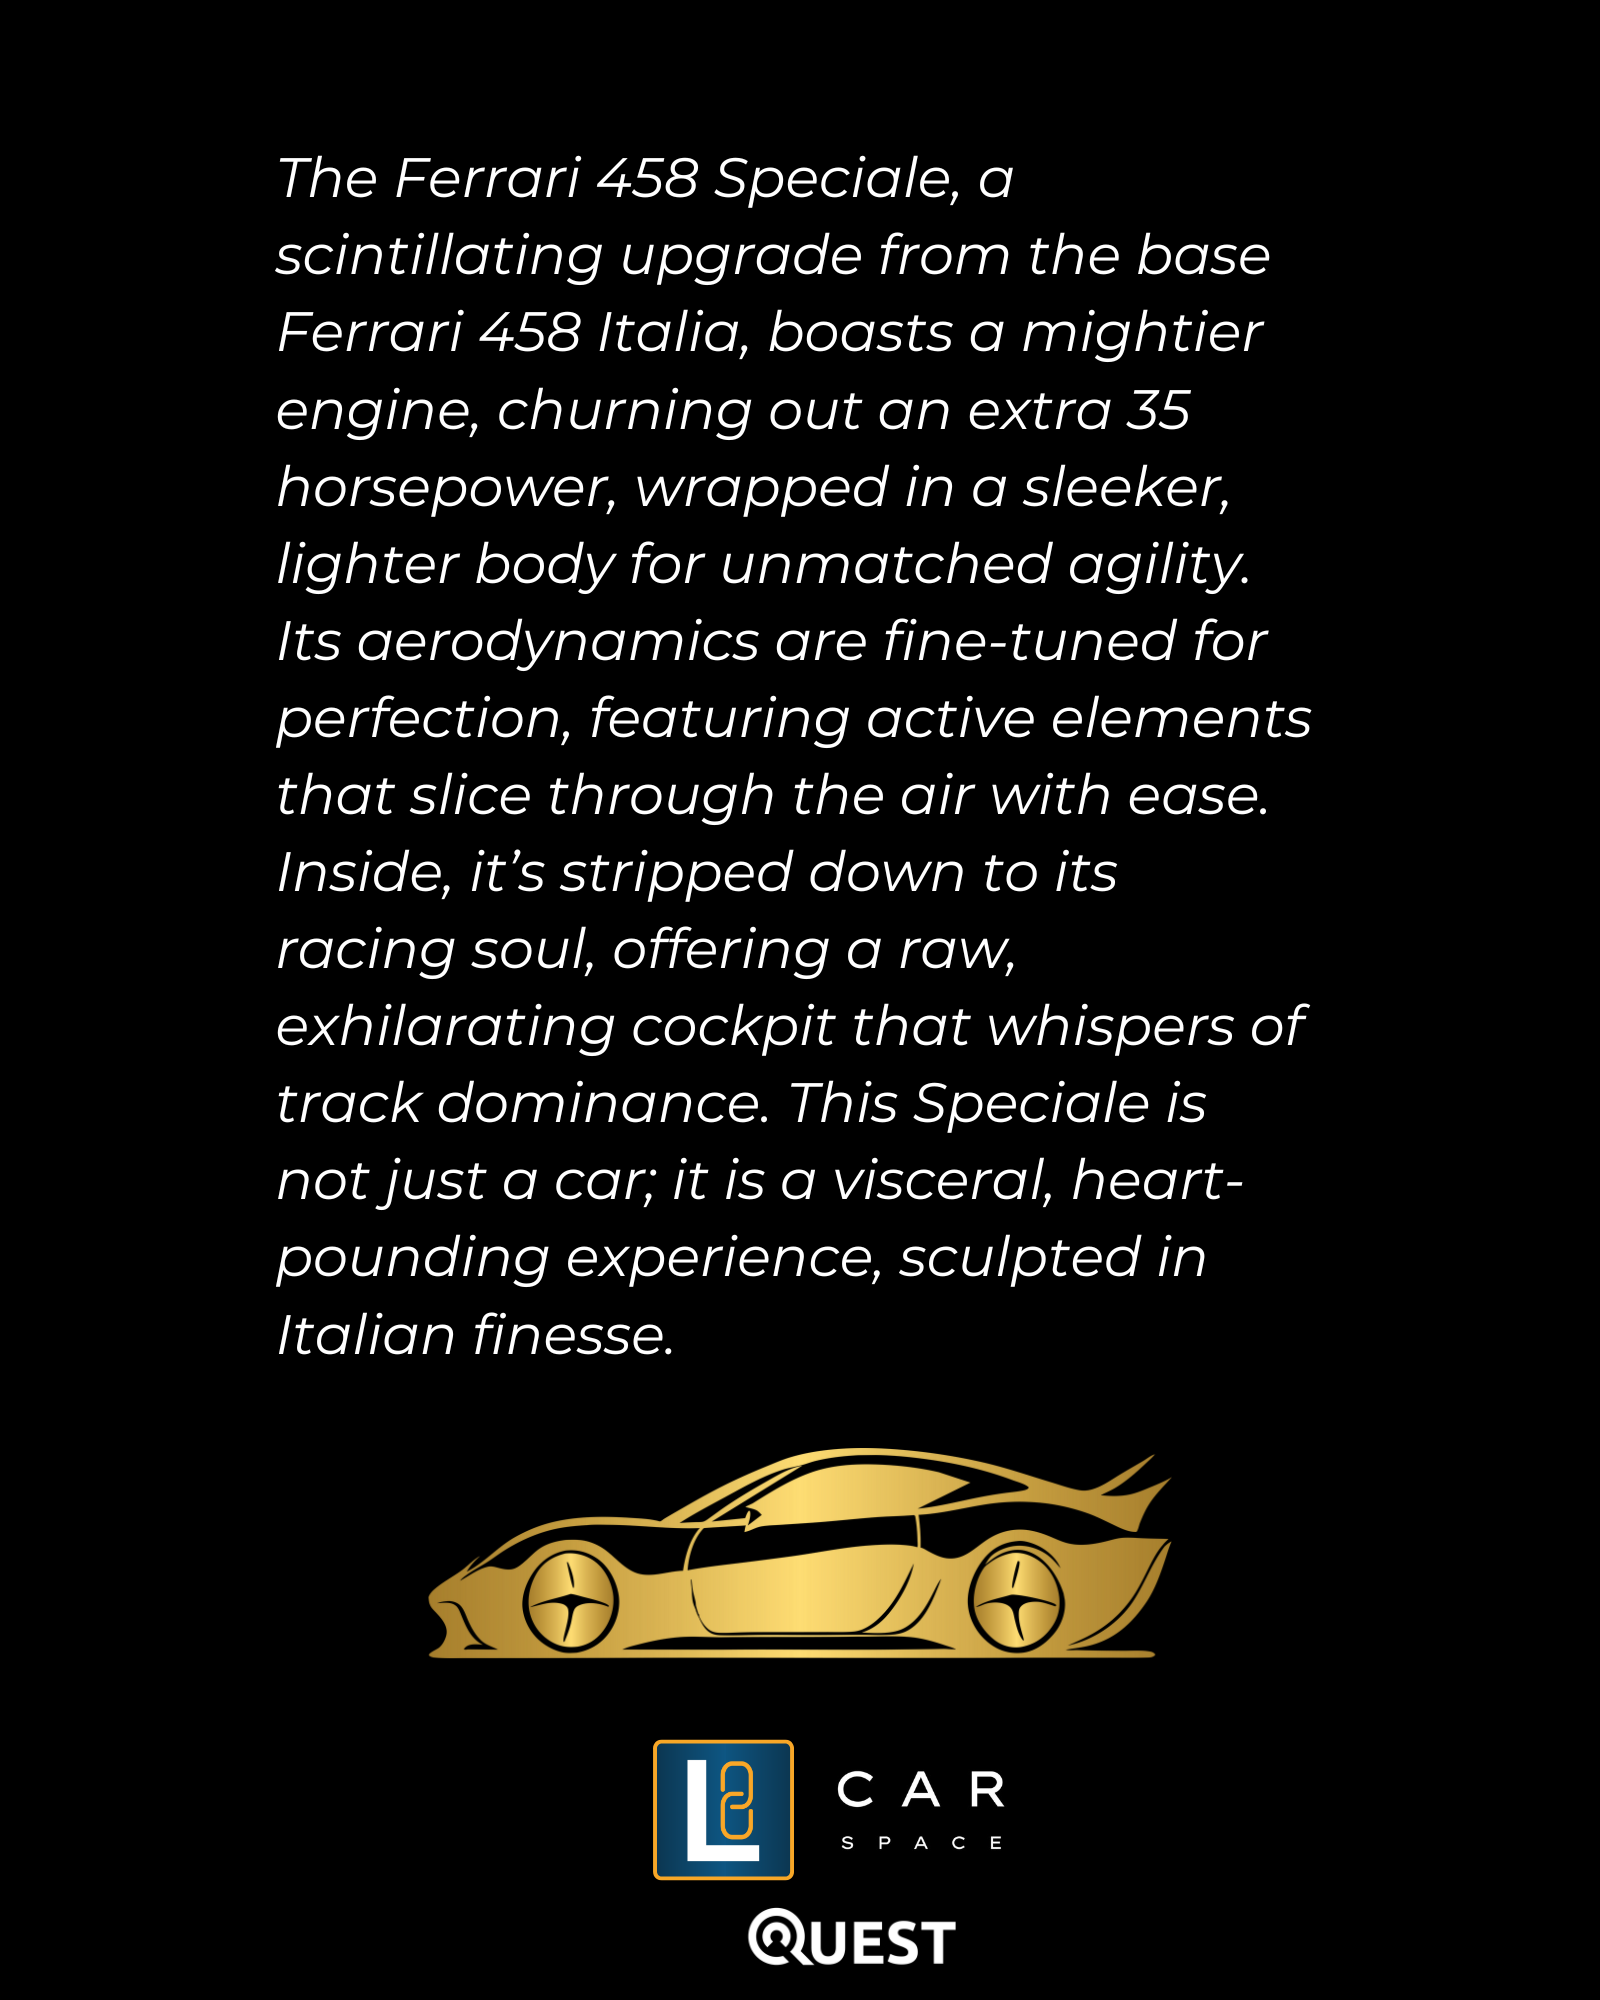 The Ferrari 458 Speciale, a
scintillating upgrade from the base
Ferrari 458 Italia, boasts a mightier
engine, churning out an extra 35
horsepower, wrapped in a sleeker,
lighter body for unmatched agility.
Its aerodynamics are fine-tuned for
perfection, featuring active elements
that slice through the air with ease.
Inside, it’s stripped down to its
racing soul, offering a raw,
exhilarating cockpit that whispers of
track dominance. This Speciale is
not just a car; it is a visceral, heart-
pounding experience, sculpted in
Italian finesse.
L
CAR
SPACE
QUEST